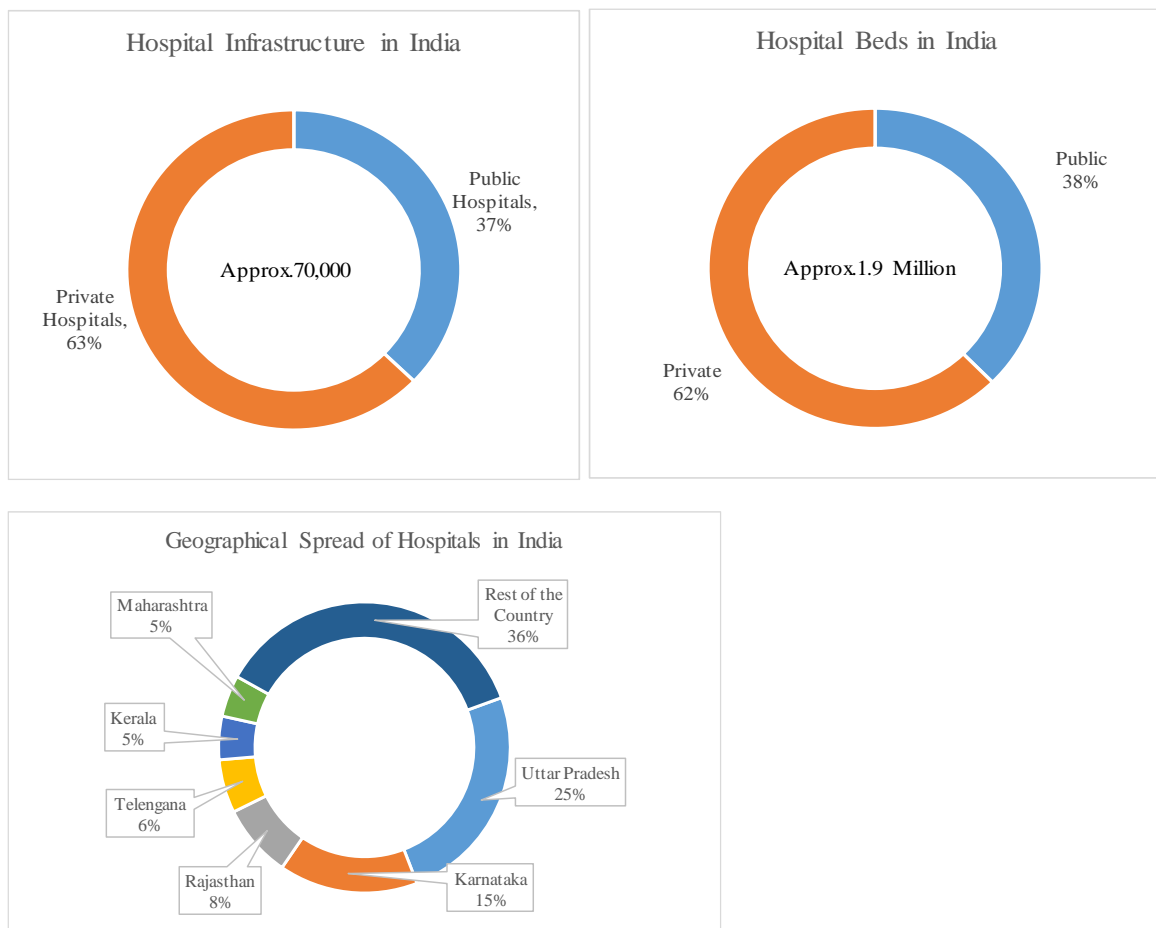 Hospital Infrastructure in India
Public
Hospitals,
37%
Approx.70,000
Private
Hospitals,
63%
Hospital Beds in India
Public
38%
Approx.1.9 Million
Private
62%
Geographical Spread of Hospitals in India
Rest of the
Country
36%
Maharashtra
5%
Kerala
5%
Uttar Pradesh
25%
Telengana
6%
Rajasthan
8%
Karnataka
15%